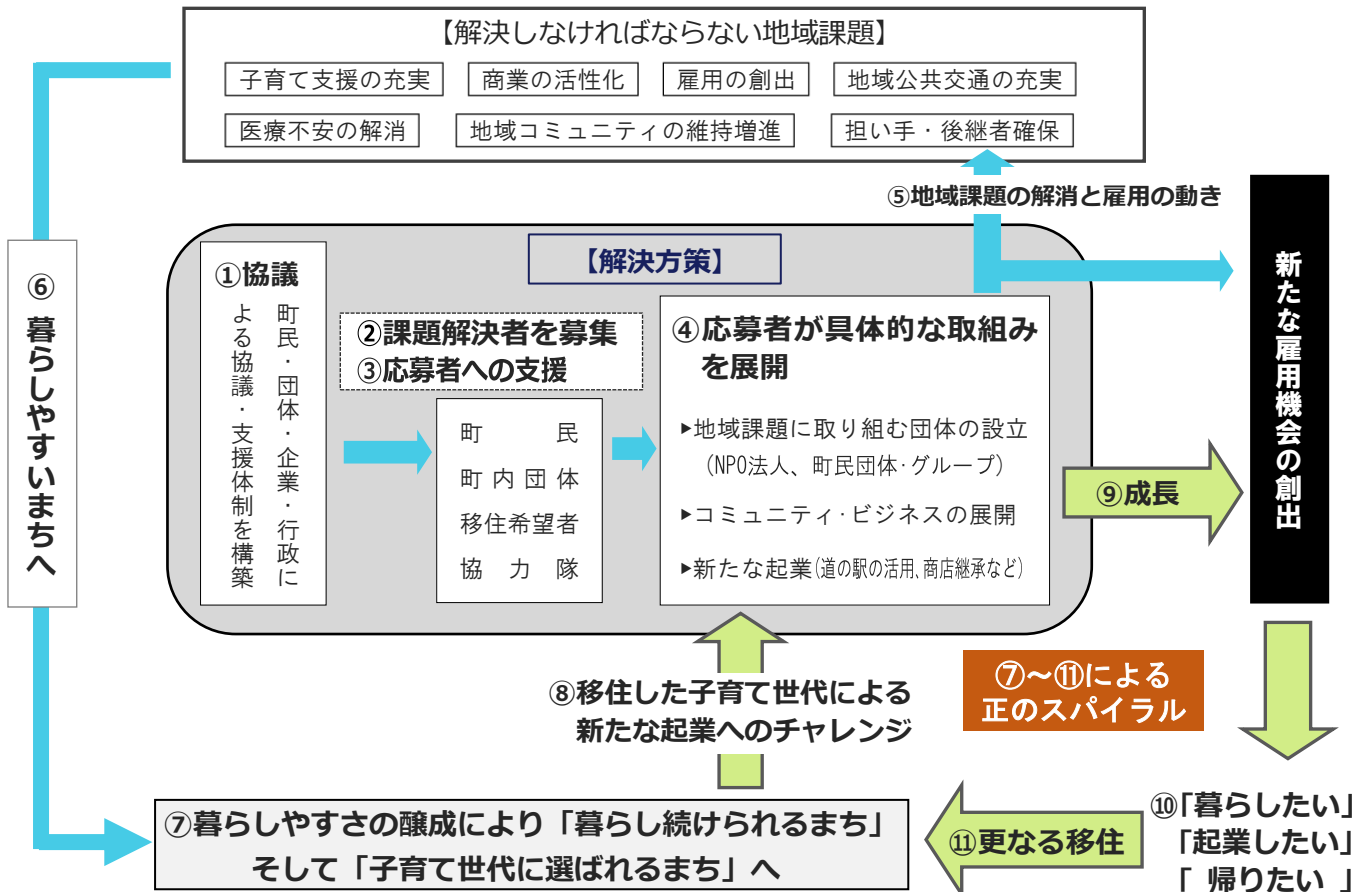 【解決しなければならない地域課題】
子育て支援の充実
商業の活性化
雇用の創出
地域公共交通の充実
医療不安の解消
地域コミュニティの維持増進
担い手・後継者確保
⑤地域課題の解消と雇用の動き
【解決方策】
①協議
町民・団体・企業・行政に
よる協議・支援体制を構築
②課題解決者を募集
③応募者への支援
町民
町内団体
移住希望者
協力隊
④応募者が具体的な取組み
を展開
▶地域課題に取り組む団体の設立
(NPO法人、町民団体・グループ)
▶コミュニティ・ビジネスの展開
▶新たな起業(道の駅の活用、商店継承など)
⑥暮らしやすいまちへ
新たな雇用機会の創出
⑨成長
⑧移住した子育て世代による
新たな起業へのチャレンジ
⑦～⑪による
正のスパイラル
⑦暮らしやすさの醸成により「暮らし続けられるまち」
そして「子育て世代に選ばれるまち」へ
⑪更なる移住
⑩「暮らしたい」
「起業したい」
「 帰りたい 」